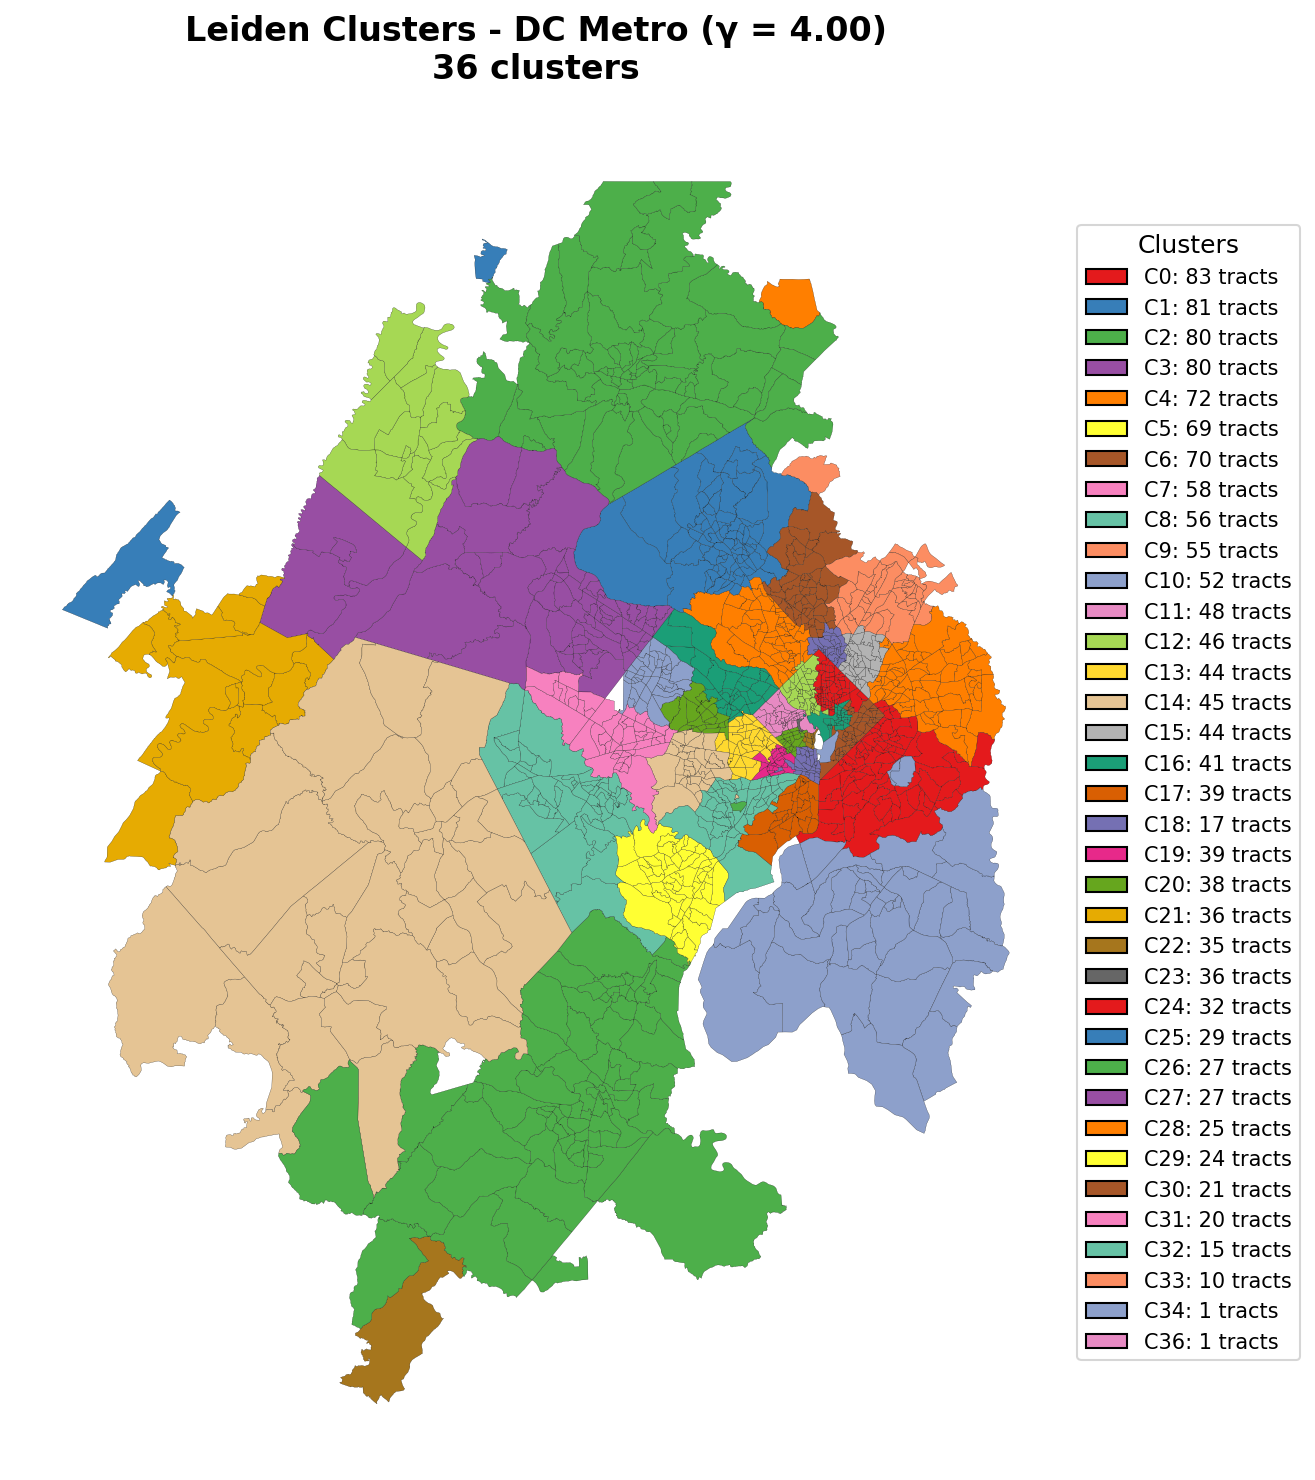 Leiden Clusters - DC Metro (γ = 4.00)
36 clusters
Clusters
C0: 83 tracts
C1: 81 tracts
C2: 80 tracts
C3: 80 tracts
C4: 72 tracts
C5: 69 tracts
C6: 70 tracts
C7: 58 tracts
C8: 56 tracts
C9: 55 tracts
C10: 52 tracts
C11: 48 tracts
C12: 46 tracts
C13: 44 tracts
C14: 45 tracts
C15: 44 tracts
C16: 41 tracts
C17: 39 tracts
C18: 17 tracts
C19: 39 tracts
C20: 38 tracts
C21: 36 tracts
C22: 35 tracts
C23: 36 tracts
C24: 32 tracts
C25: 29 tracts
C26: 27 tracts
C27: 27 tracts
C28: 25 tracts
C29: 24 tracts
C30: 21 tracts
C31: 20 tracts
C32: 15 tracts
C33: 10 tracts
C34: 1 tracts
C36: 1 tracts